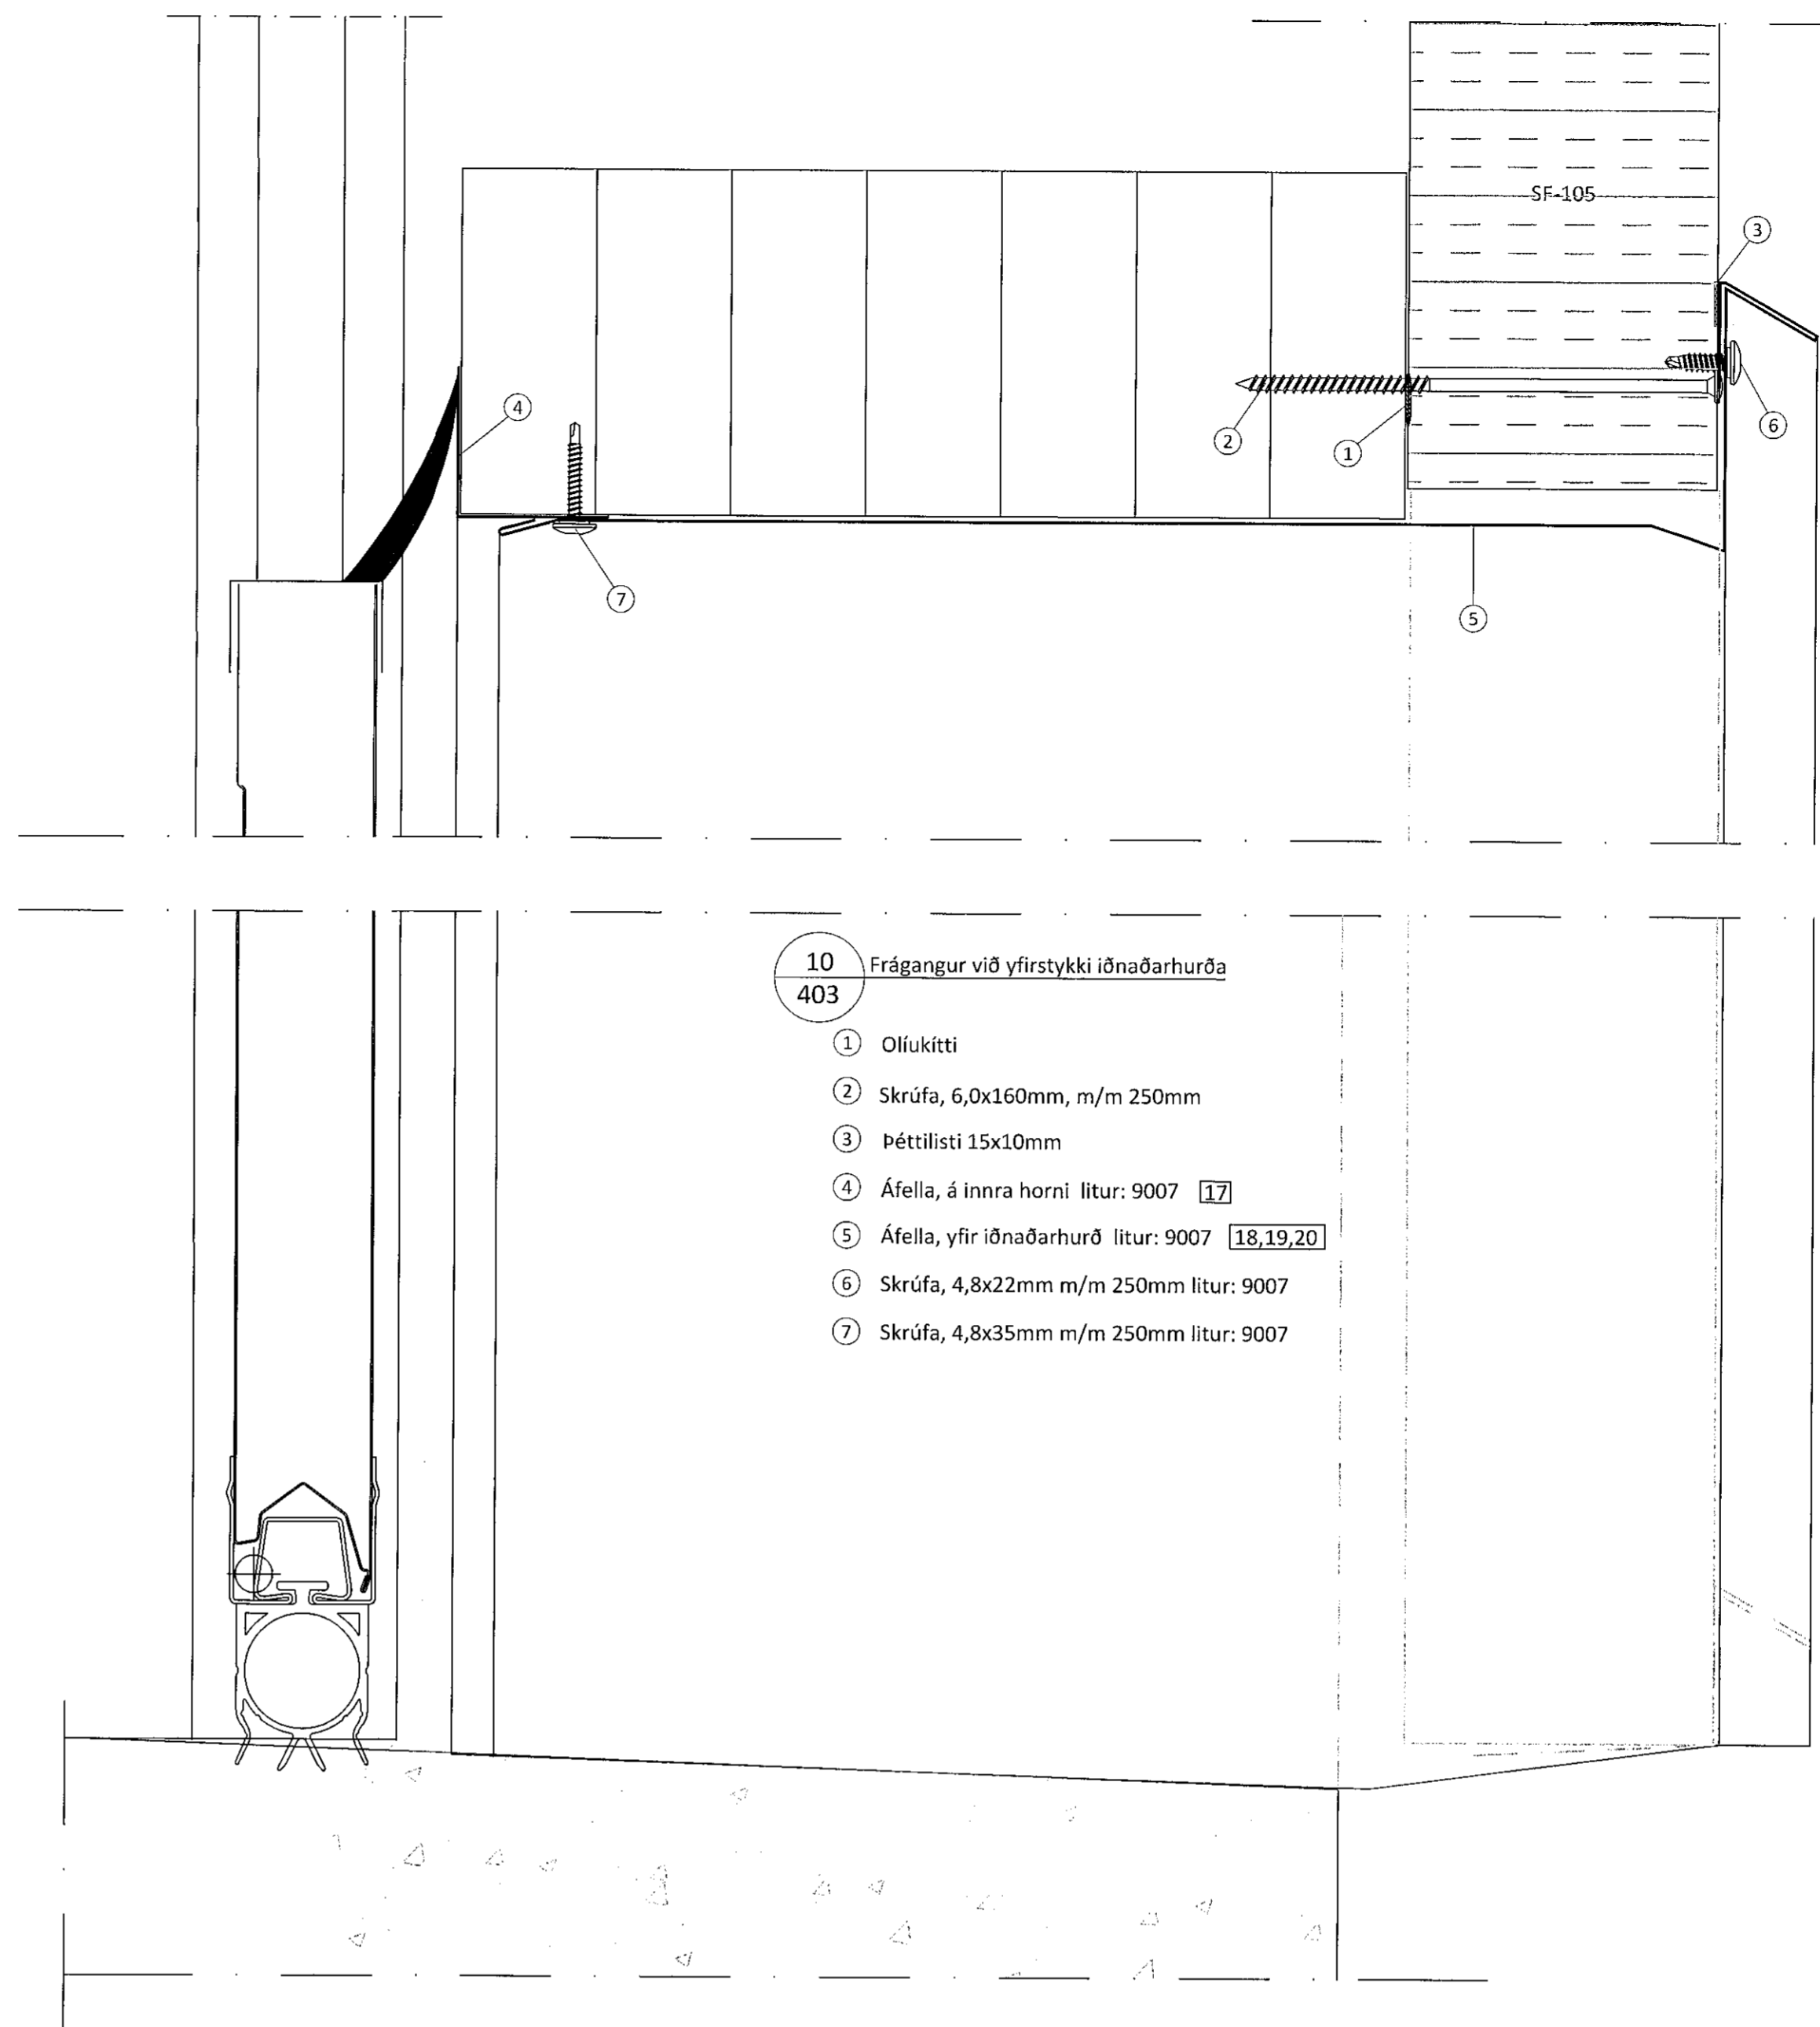 SF-105
3
4
2
1
6
7
5
10
403
Frágangur við yfirstykki iðnaðarhurða
1 Olíukítti
2 Skrúfa, 6,0x160mm, m/m 250mm
3 Þéttilisti 15x10mm
4 Áfella, á innra horni litur: 9007 17
5 Áfella, yfir iðnaðarhurð litur: 9007 18,19,20
6 Skrúfa, 4,8x22mm m/m 250mm litur: 9007
7 Skrúfa, 4,8x35mm m/m 250mm litur: 9007